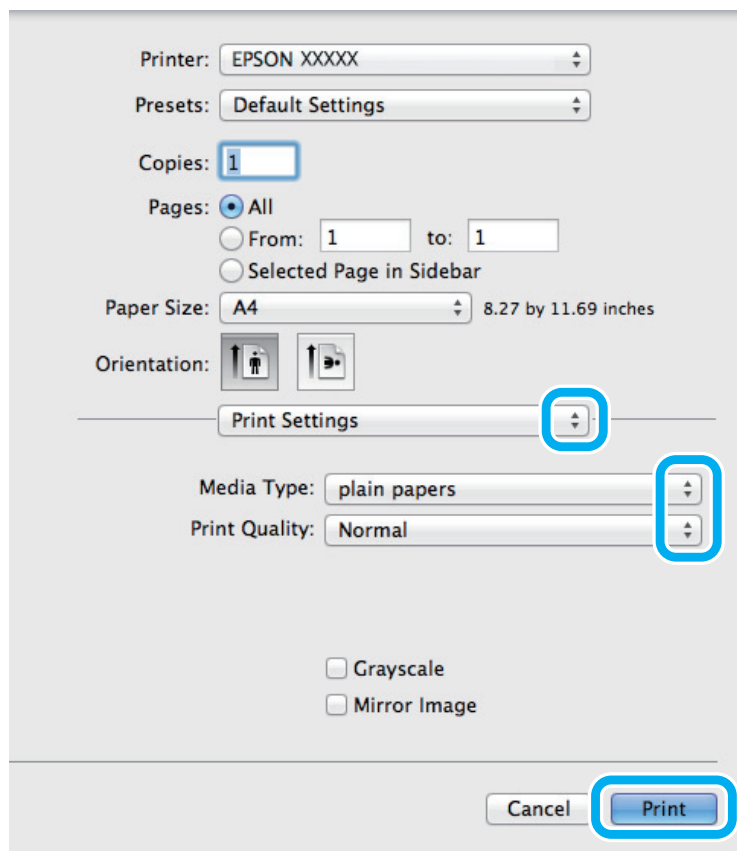 Printer: EPSON XXXXX
Presets: Default Settings
Copies: 1
Pages: All
From: 1 to: 1
Selected Page in Sidebar
Paper Size: A4 8.27 by 11.69 inches
Orientation:
Print Settings
Media Type: plain papers
Print Quality: Normal
Grayscale
Mirror Image
Cancel Print